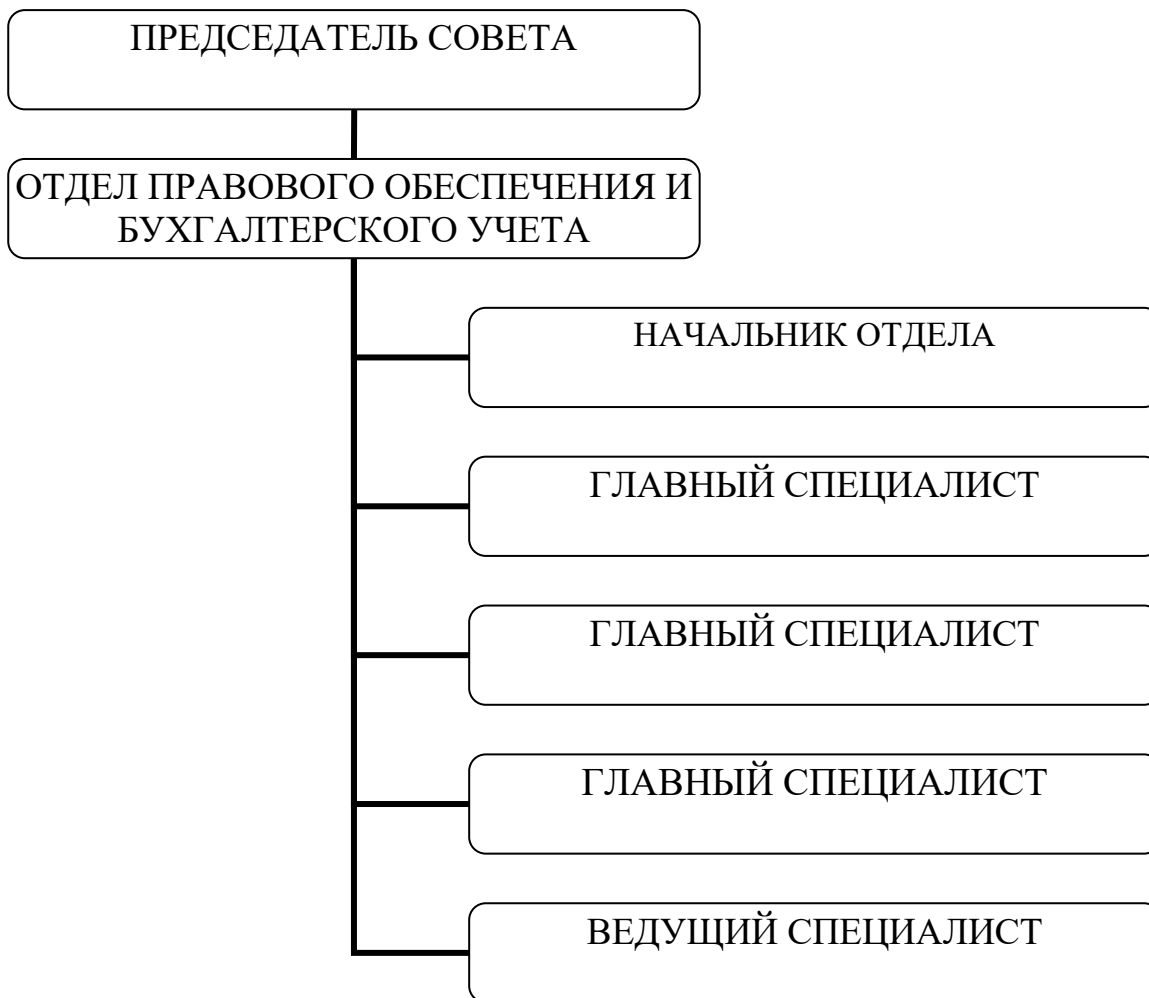 ПРЕДСЕДАТЕЛЬ СОВЕТА
ОТДЕЛ ПРАВОВОГО ОБЕСПЕЧЕНИЯ И
БУХГАЛТЕРСКОГО УЧЕТА
НАЧАЛЬНИК ОТДЕЛА
ГЛАВНЫЙ СПЕЦИАЛИСТ
ГЛАВНЫЙ СПЕЦИАЛИСТ
ГЛАВНЫЙ СПЕЦИАЛИСТ
ВЕДУЩИЙ СПЕЦИАЛИСТ